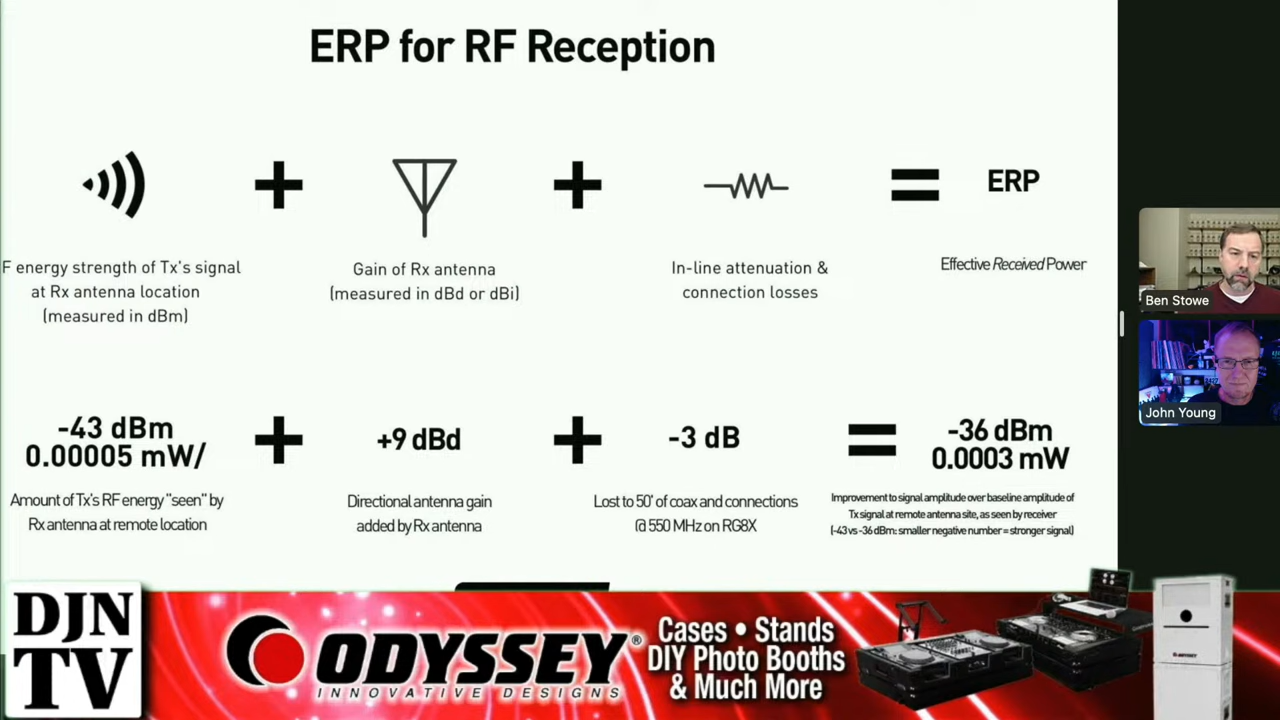 ERP for RF Reception
+
+
=
ERP
F energy strength of Tx's signal
at Rx antenna location
(measured in dBm)
Gain of Rx antenna
(measured in dBd or dBi)
In-line attenuation &
connection losses
Effective Received Power
-43 dBm
0.00005 mW/
+
+9 dBd
+
-3 dB
=
-36 dBm
0.0003 mW
Amount of Tx's RF energy "seen" by
Rx antenna at remote location
Directional antenna gain
added by Rx antenna
Lost to 50' of coax and connections
@ 550 MHz on RG8X
Improvement to signal amplitude over baseline amplitude of
Tx signal at remote antenna site, as seen by receiver
(-43 vs -36 dBm: smaller negative number = stronger signal)
Ben Stowe
John Young
DJN
TV
ODYSSEY®
INNOVATIVE DESIGNS
Cases • Stands
DIY Photo Booths
& Much More